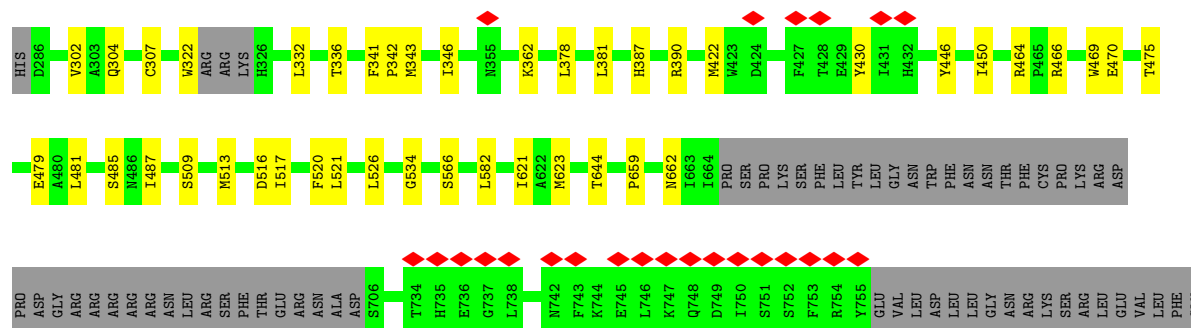 HIS D286 V302 A303 Q304 C307 W322 ARG ARG LYS H326 L332 T336 F341 P342 M343 I346 N355 K362 L378 L381 H387 R390 M422 W423 D424 F427 T428 E429 Y430 I431 H432 Y446 I450 R464 P465 R466 W469 E470 T475
E479 A480 L481 S485 N486 I487 S509 M513 D516 I517 F520 L521 L526 G534 S566 L582 I621 A622 M623 T644 P659 N662 I663 I664 PRO SER PRO LYS SER PHE LEU TYR LEU GLY ASN TRP PHE ASN ASN THR PHE CYS PRO LYS ARG ASP
PRO ASP GLY ARG ARG ARG ARG ARG ASN LEU ARG SER PHE THR GLU ARG ASN ALA ASP S706 T734 H735 E736 G737 L738 N742 F743 K744 E745 L746 K747 Q748 D749 I750 S751 S752 F753 R754 Y755 GLU VAL LEU ASP LEU LEU GLY ASN ARG LYS SER ARG LEU GLU VAL LEU PHE